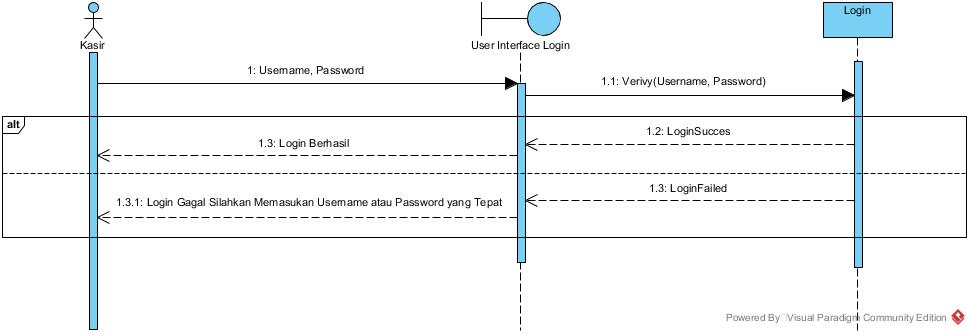 Login
Kasir
User Interface Login
1: Username, Password
1.1: Verivy(Username, Password)
alt
1.2: LoginSucces
1.3: Login Berhasil
1.3: LoginFailed
1.3.1: Login Gagal Silahkan Memasukan Username atau Password yang Tepat
Powered By Visual Paradigm Community Edition